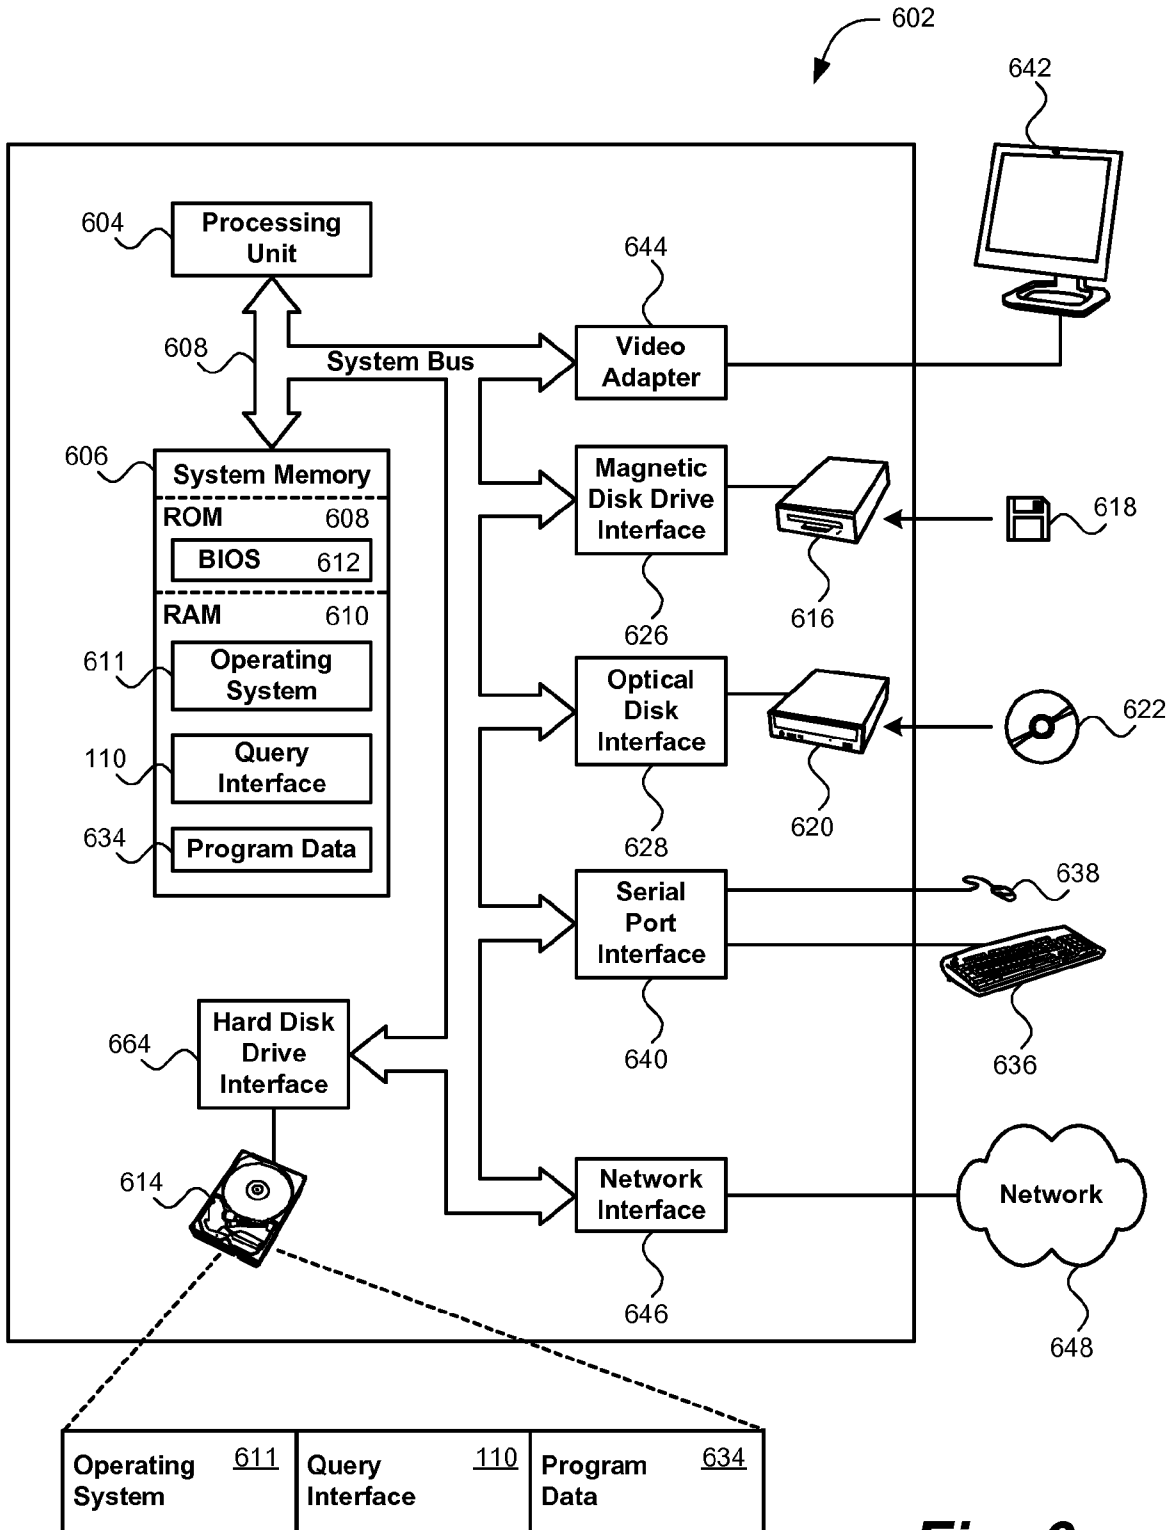 602
642
604
Processing
Unit
644
608
System Bus
Video
Adapter
606
System Memory
ROM 608
BIOS 612
RAM 610
611
Operating
System
110
Query
Interface
634
Program Data
Magnetic
Disk Drive
Interface
618
616
626
Optical
Disk
Interface
622
620
628
Serial
Port
Interface
638
636
640
664
Hard Disk
Drive
Interface
614
Network
Interface
Network
646
648
Operating
System
611
Query
Interface
110
Program
Data
634